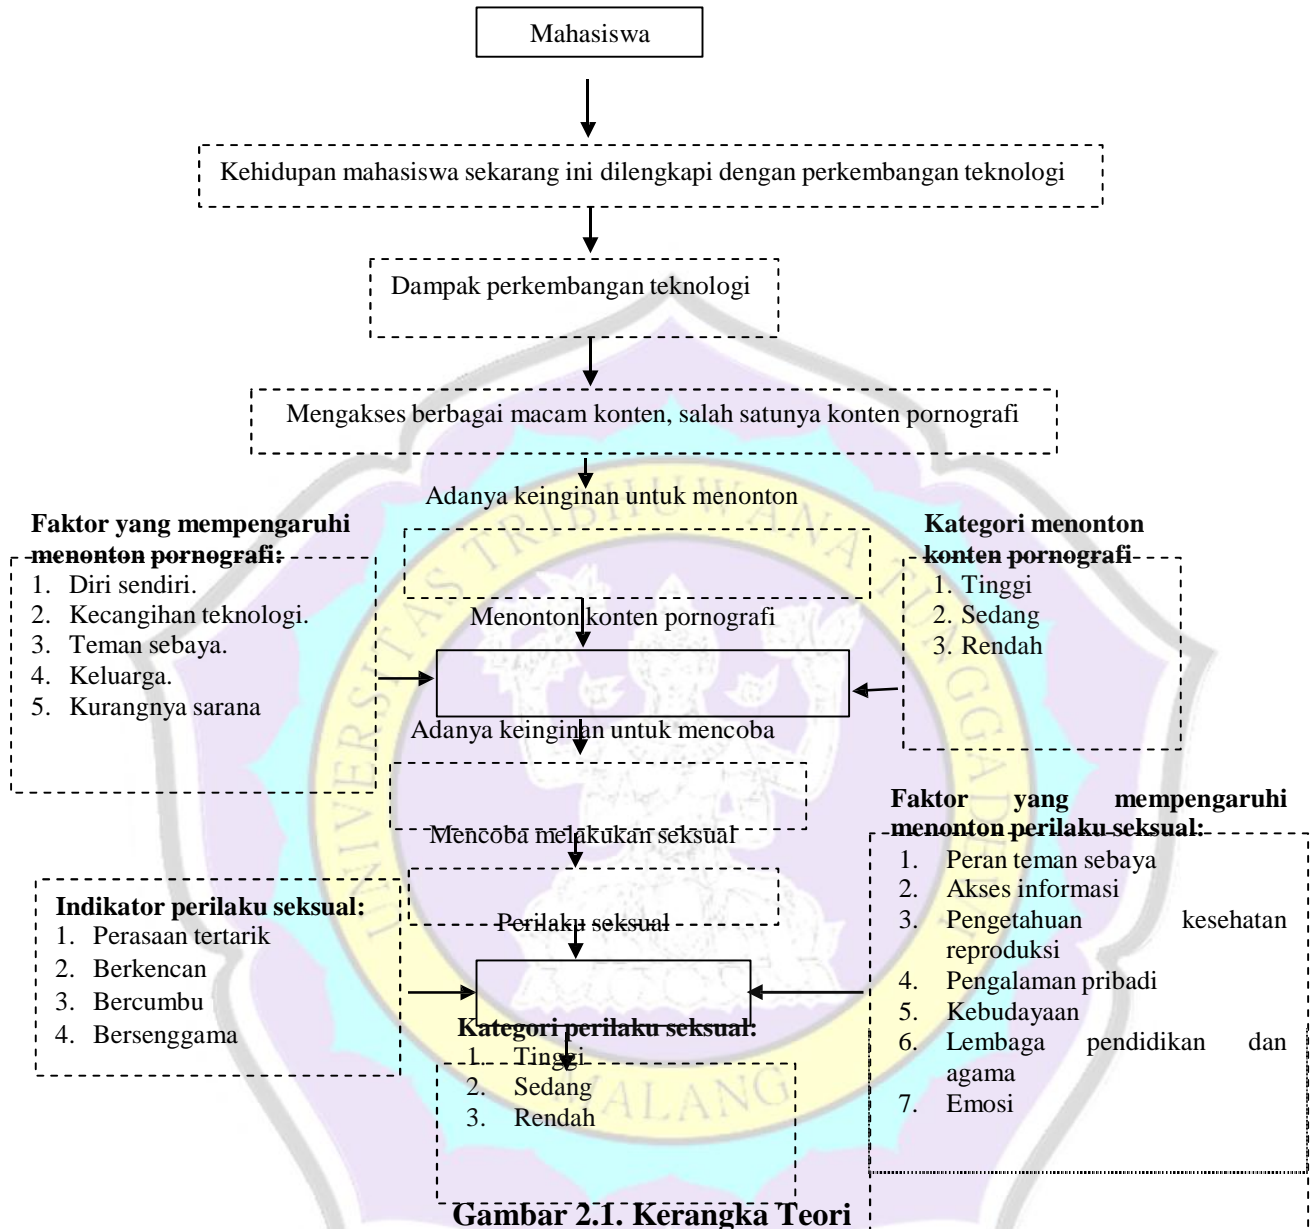 Mahasiswa
Kehidupan mahasiswa sekarang ini dilengkapi dengan perkembangan teknologi
Dampak perkembangan teknologi
Mengakses berbagai macam konten, salah satunya konten pornografi
Adanya keinginan untuk menonton
Faktor yang mempengaruhi
menonton pornografi:
1. Diri sendiri.
2. Kecangihan teknologi.
3. Teman sebaya.
4. Keluarga.
5. Kurangnya sarana
Kategori menonton
konten pornografi
1. Tinggi
2. Sedang
3. Rendah
Menonton konten pornografi
Adanya keinginan untuk mencoba
Mencoba melakukan seksual
Perilaku seksual
Indikator perilaku seksual:
1. Perasaan tertarik
2. Berkencan
3. Bercumbu
4. Bersenggama
Faktor yang mempengaruhi
menonton perilaku seksual:
1. Peran teman sebaya
2. Akses informasi
3. Pengetahuan kesehatan
reproduksi
4. Pengalaman pribadi
5. Kebudayaan
6. Lembaga pendidikan dan
agama
7. Emosi
Kategori perilaku seksual:
1. Tinggi
2. Sedang
3. Rendah
UNIVERSITAS TRIBHUWANA TUNGGADEWI
MALANG
Gambar 2.1. Kerangka Teori